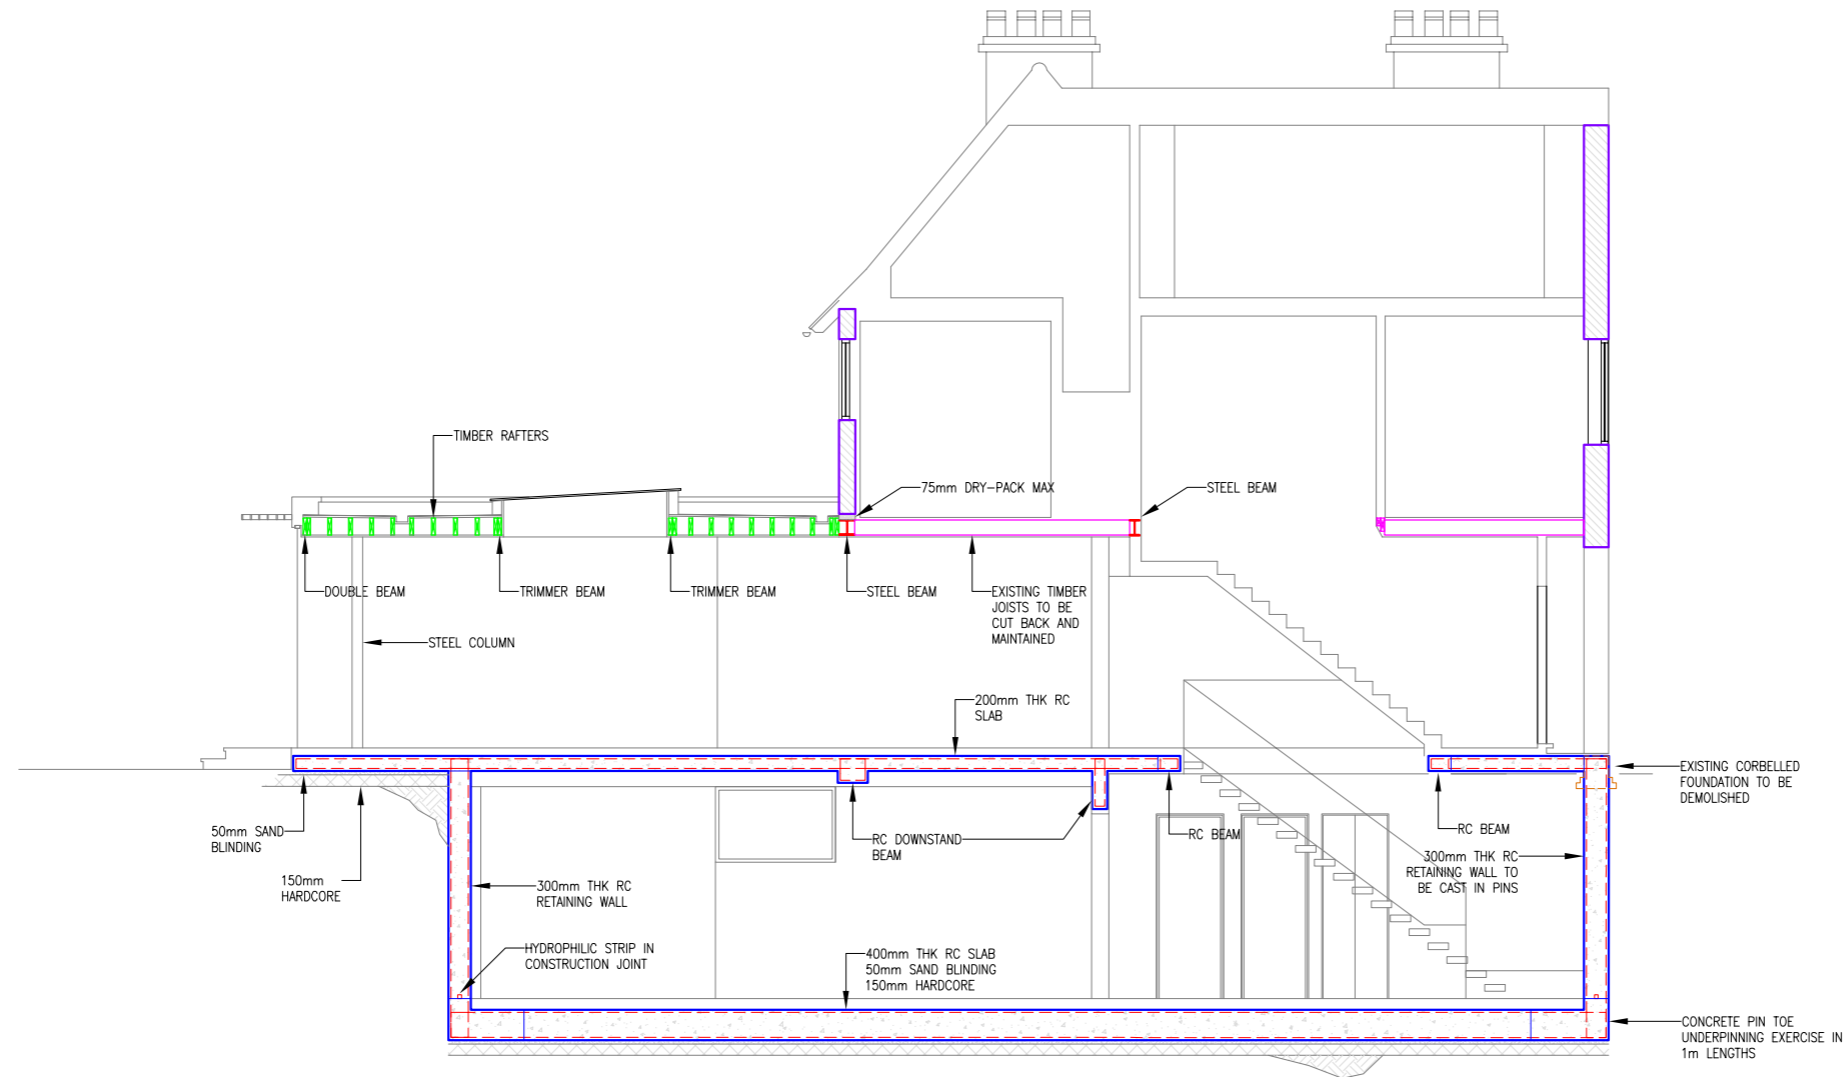 TIMBER RAFTERS
75mm DRY-PACK MAX
STEEL BEAM
DOUBLE BEAM
TRIMMER BEAM
TRIMMER BEAM
STEEL BEAM
EXISTING TIMBER
JOISTS TO BE
CUT BACK AND
MAINTAINED
STEEL COLUMN
200mm THK RC
SLAB
EXISTING CORBELLED
FOUNDATION TO BE
DEMOLISHED
50mm SAND
BLINDING
RC DOWNSTAND
BEAM
RC BEAM
RC BEAM
150mm
HARDCORE
300mm THK RC
RETAINING WALL
300mm THK RC
RETAINING WALL TO
BE CAST IN PINS
HYDROPHILIC STRIP IN
CONSTRUCTION JOINT
400mm THK RC SLAB
50mm SAND BLINDING
150mm HARDCORE
CONCRETE PIN TOE
UNDERPINNING EXERCISE IN
1m LENGTHS